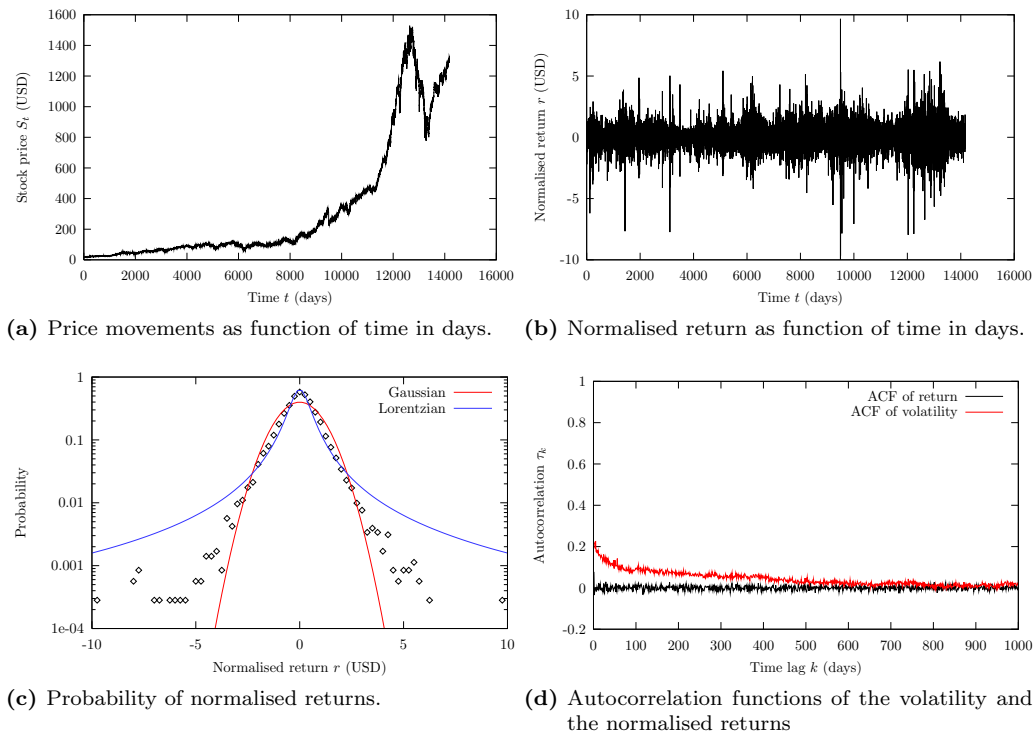 1600
1400
1200
1000
800
600
400
200
0
Stock price S_t (USD)
0 2000 4000 6000 8000 10000 12000 14000 16000
Time t (days)
(a) Price movements as function of time in days.
10
5
0
-5
-10
Normalised return r (USD)
0 2000 4000 6000 8000 10000 12000 14000 16000
Time t (days)
(b) Normalised return as function of time in days.
1
0.1
0.01
0.001
1e-04
Probability
Gaussian
Lorentzian
-10 -5 0 5 10
Normalised return r (USD)
(c) Probability of normalised returns.
1
0.8
0.6
0.4
0.2
0
-0.2
Autocorrelation τ_k
ACF of return
ACF of volatility
0 100 200 300 400 500 600 700 800 900 1000
Time lag k (days)
(d) Autocorrelation functions of the volatility and
the normalised returns